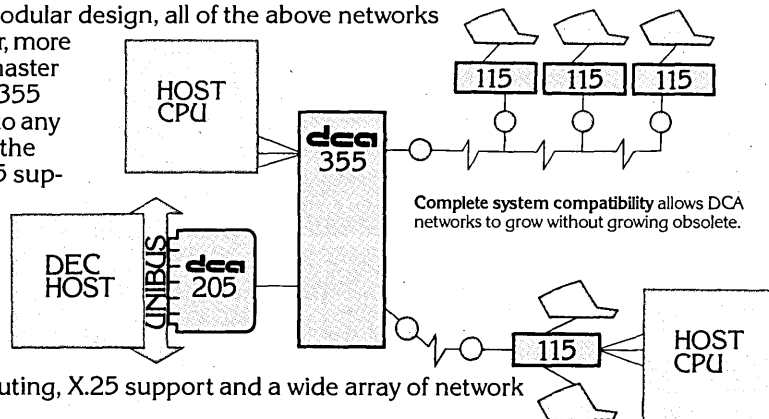 odular design, all of the above networks
, more
naster
355
o any
the
sup-
HOST
CPU
dca
355
115
115
115
Complete system compatibility allows DCA
networks to grow without growing obsolete.
DEC
HOST
UNIBUS
dca
205
115
HOST
CPU
uting, X.25 support and a wide array of network